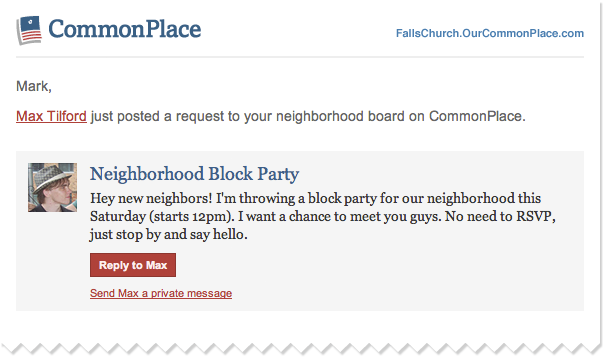 CommonPlace
FallsChurch.OurCommonPlace.com
Mark,
Max Tilford just posted a request to your neighborhood board on CommonPlace.
Neighborhood Block Party
Hey new neighbors! I'm throwing a block party for our neighborhood this
Saturday (starts 12pm). I want a chance to meet you guys. No need to RSVP,
just stop by and say hello.
Reply to Max
Send Max a private message